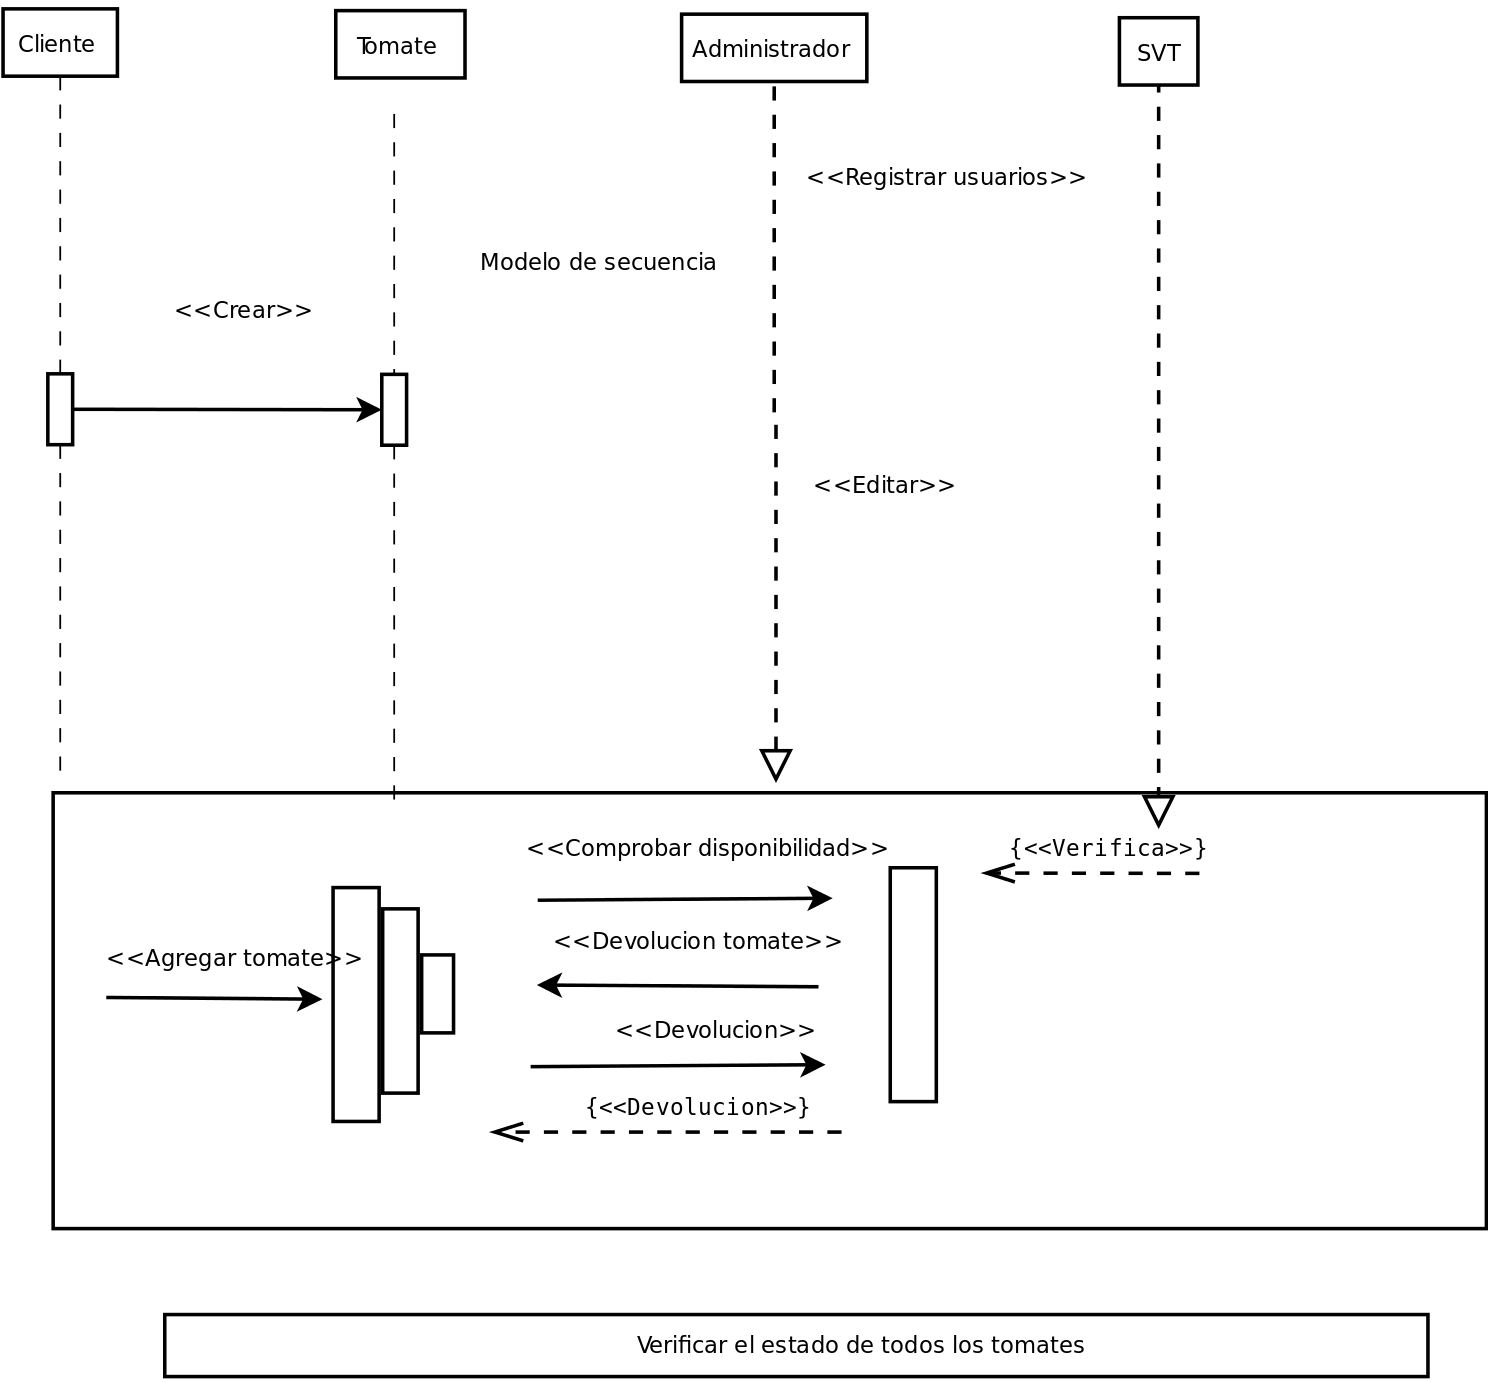 Cliente
Tomate
Administrador
SVT
<<Registrar usuarios>>
Modelo de secuencia
<<Crear>>
<<Editar>>
<<Comprobar disponibilidad>>
{<<Verifica>>}
<<Devolucion tomate>>
<<Agregar tomate>>
<<Devolucion>>
{<<Devolucion>>}
Verificar el estado de todos los tomates